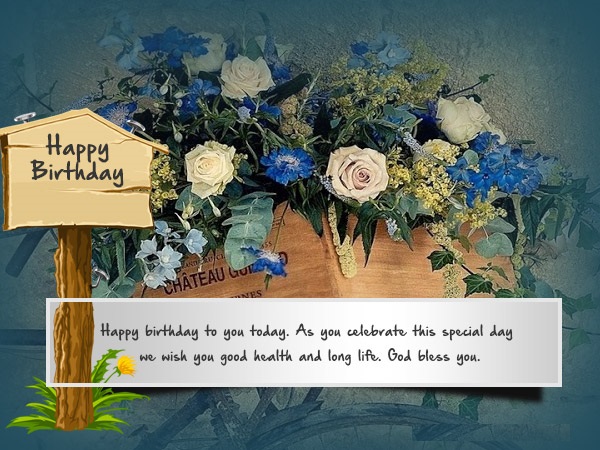 Happy
Birthday
CHÂTEAU
Happy birthday to you today. As you celebrate this special day
we wish you good health and long life. God bless you.